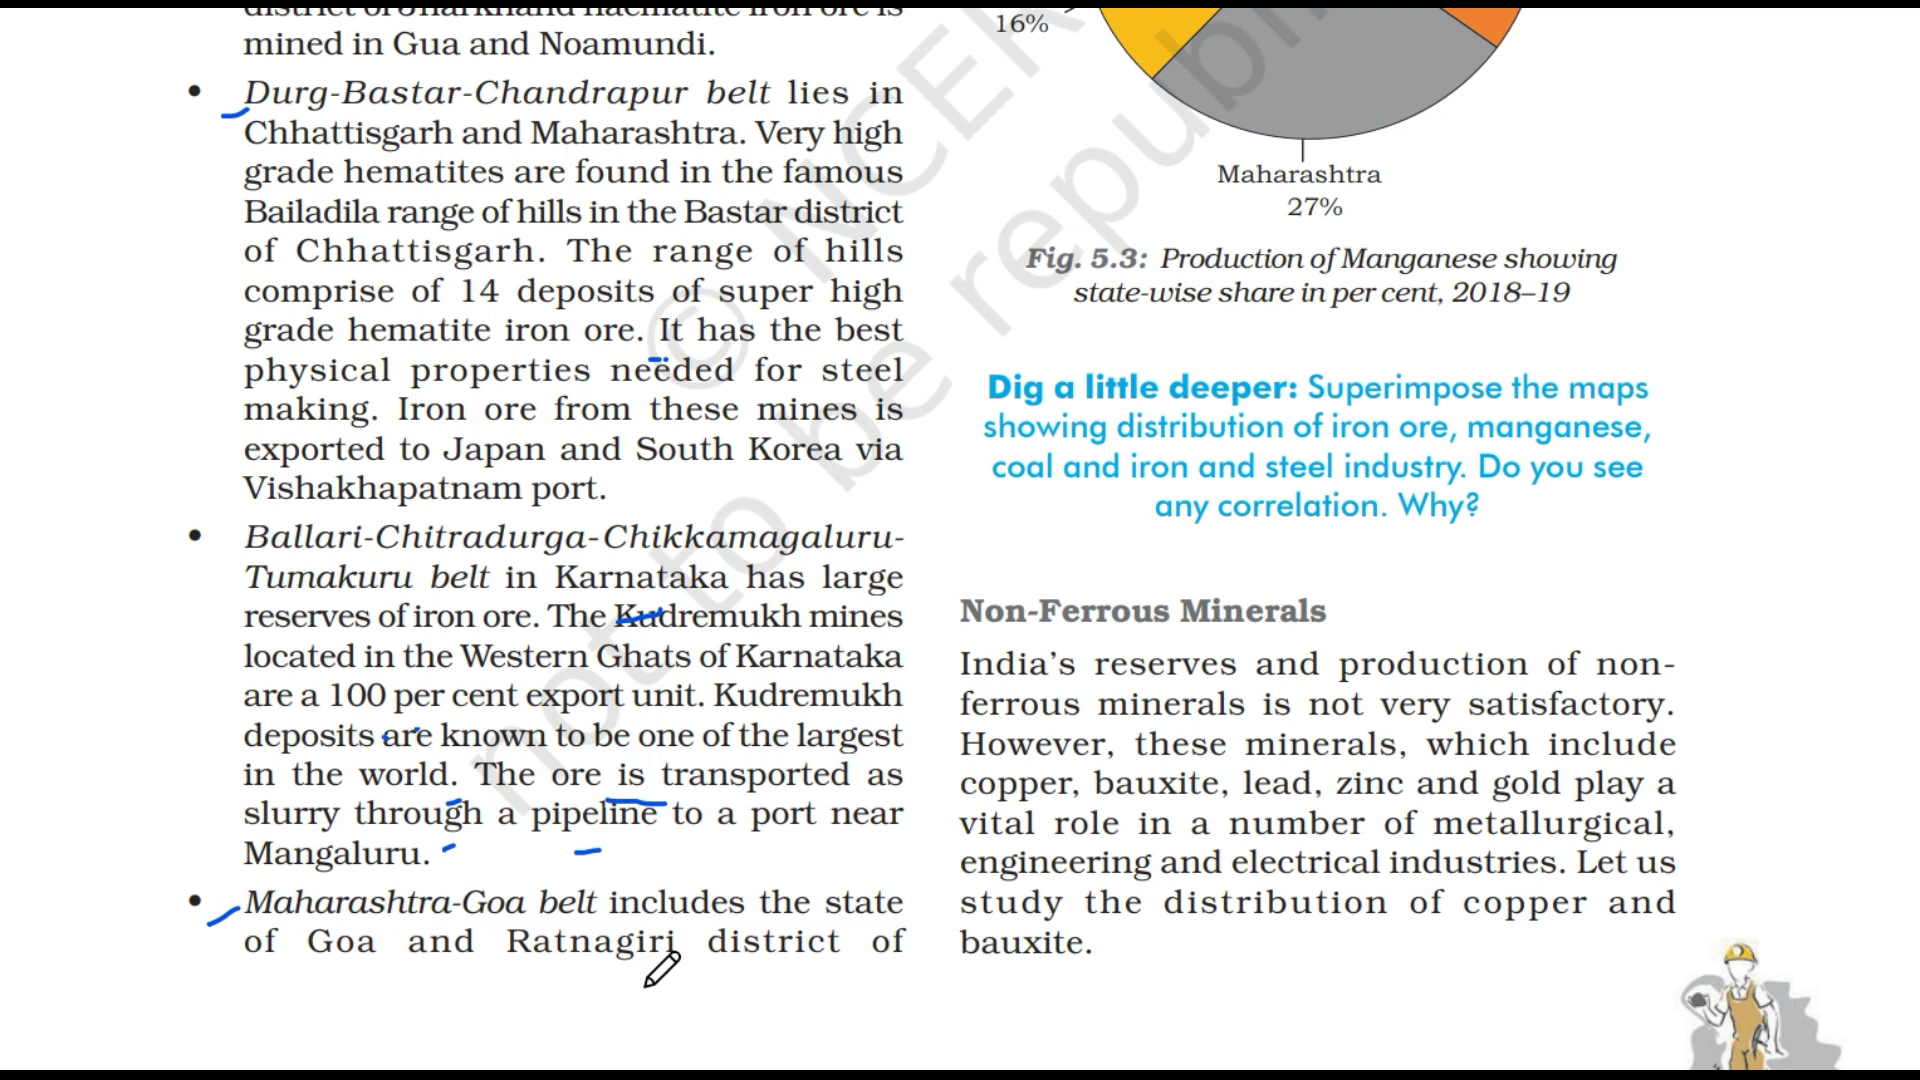 mined in Gua and Noamundi.
• Durg-Bastar-Chandrapur belt lies in
Chhattisgarh and Maharashtra. Very high
grade hematites are found in the famous
Bailadila range of hills in the Bastar district
of Chhattisgarh. The range of hills
comprise of 14 deposits of super high
grade hematite iron ore. It has the best
physical properties needed for steel
making. Iron ore from these mines is
exported to Japan and South Korea via
Vishakhapatnam port.
• Ballari-Chitradurga-Chikkamagaluru-
Tumakuru belt in Karnataka has large
reserves of iron ore. The Kudremukh mines
located in the Western Ghats of Karnataka
are a 100 per cent export unit. Kudremukh
deposits are known to be one of the largest
in the world. The ore is transported as
slurry through a pipeline to a port near
Mangaluru.
• Maharashtra-Goa belt includes the state
of Goa and Ratnagiri district of
16%
Maharashtra
27%
Fig. 5.3: Production of Manganese showing
state-wise share in per cent, 2018–19
Dig a little deeper: Superimpose the maps
showing distribution of iron ore, manganese,
coal and iron and steel industry. Do you see
any correlation. Why?
Non-Ferrous Minerals
India's reserves and production of non-
ferrous minerals is not very satisfactory.
However, these minerals, which include
copper, bauxite, lead, zinc and gold play a
vital role in a number of metallurgical,
engineering and electrical industries. Let us
study the distribution of copper and
bauxite.
© NCER
not to be republi